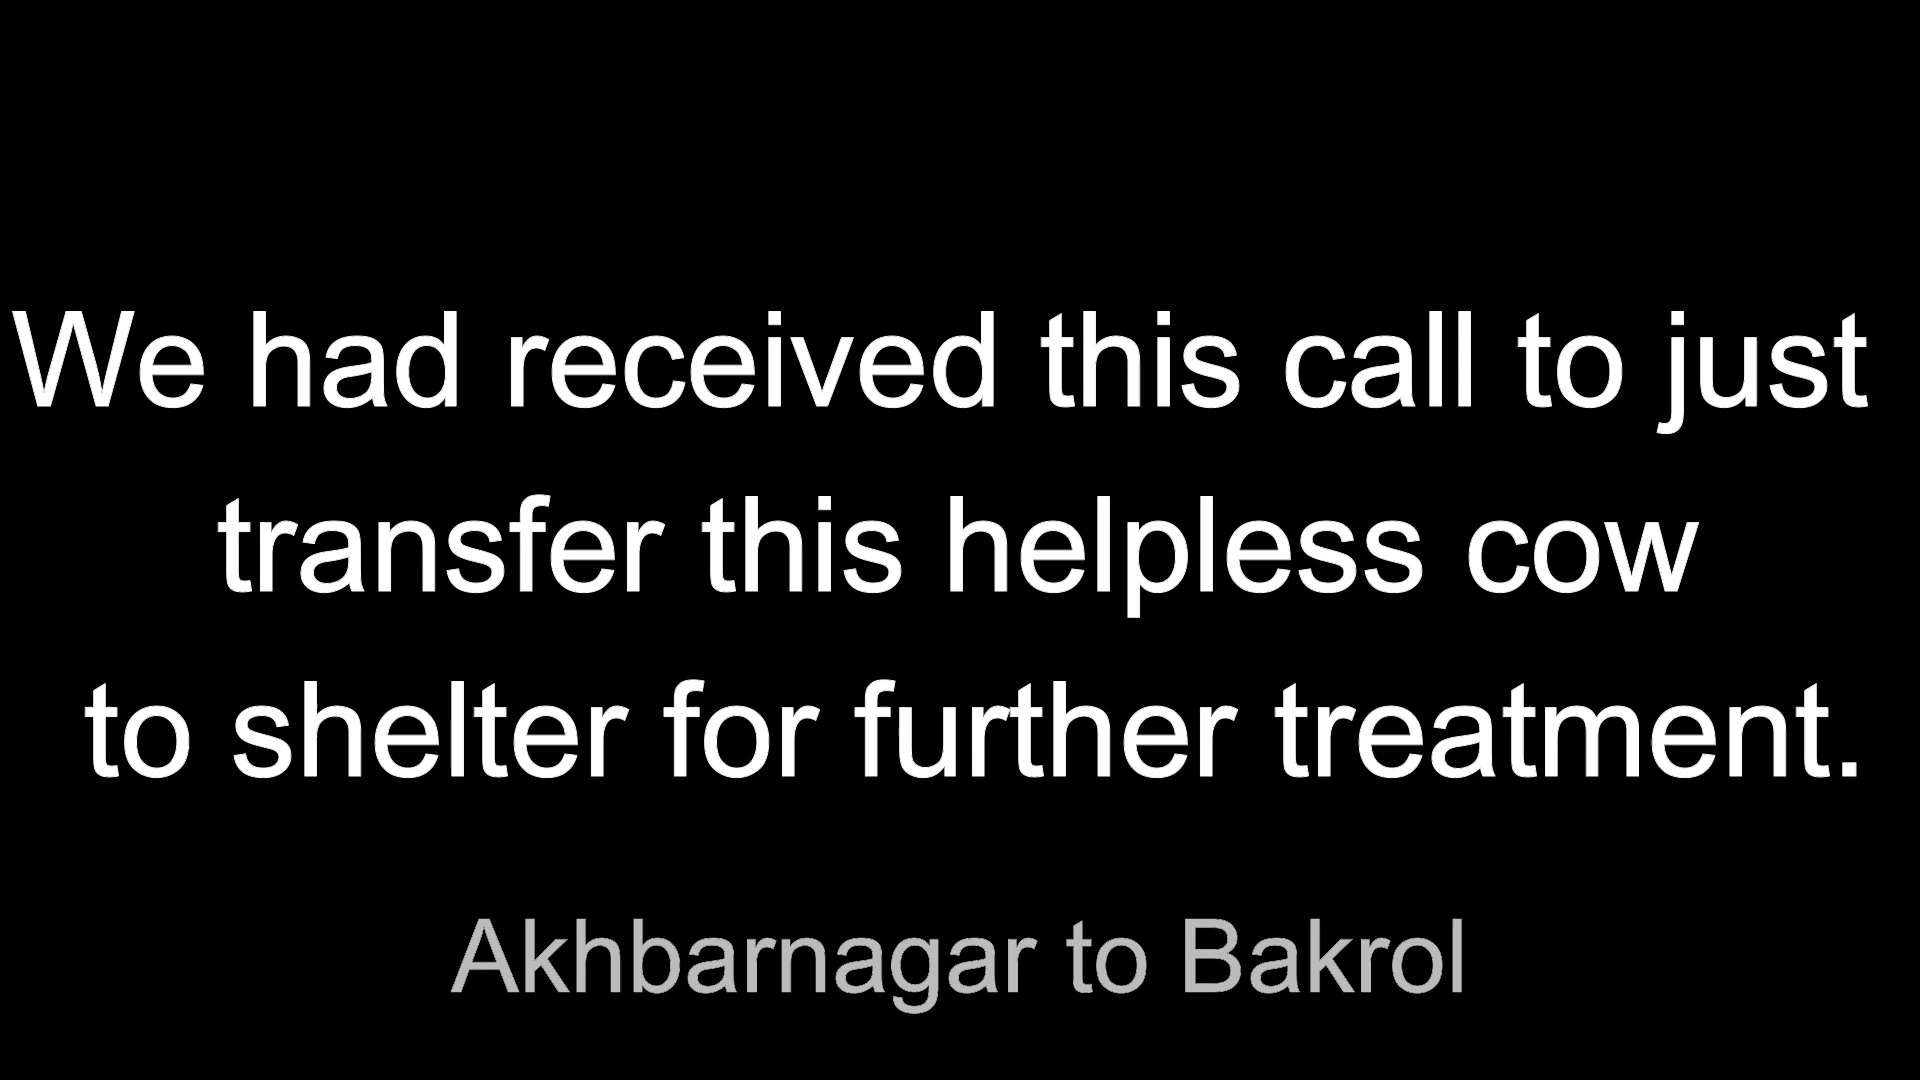 We had received this call to just
transfer this helpless cow
to shelter for further treatment.
Akhbarnagar to Bakrol